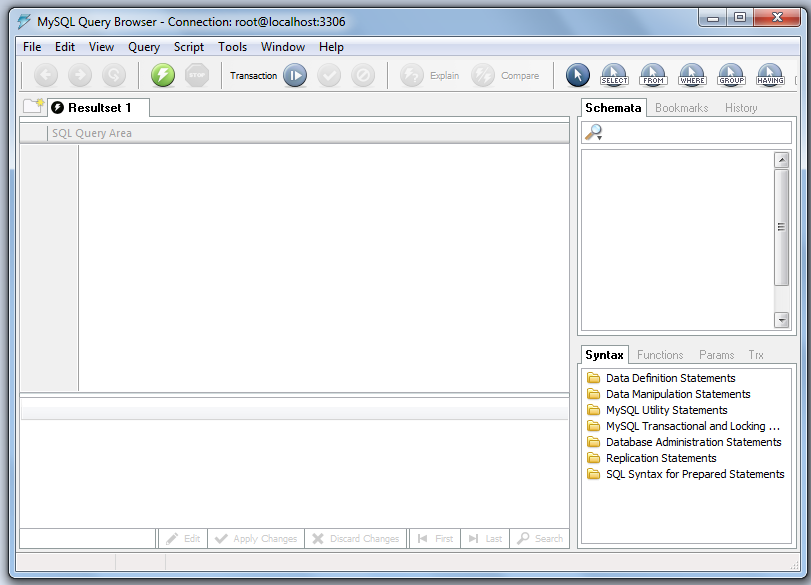 MySQL Query Browser - Connection: root@localhost:3306
File Edit View Query Script Tools Window Help
STOP Transaction Explain Compare SELECT FROM WHERE GROUP HAVING
Resultset 1
SQL Query Area
Schemata Bookmarks History
Syntax Functions Params Trx
Data Definition Statements
Data Manipulation Statements
MySQL Utility Statements
MySQL Transactional and Locking ...
Database Administration Statements
Replication Statements
SQL Syntax for Prepared Statements
Edit Apply Changes Discard Changes First Last Search